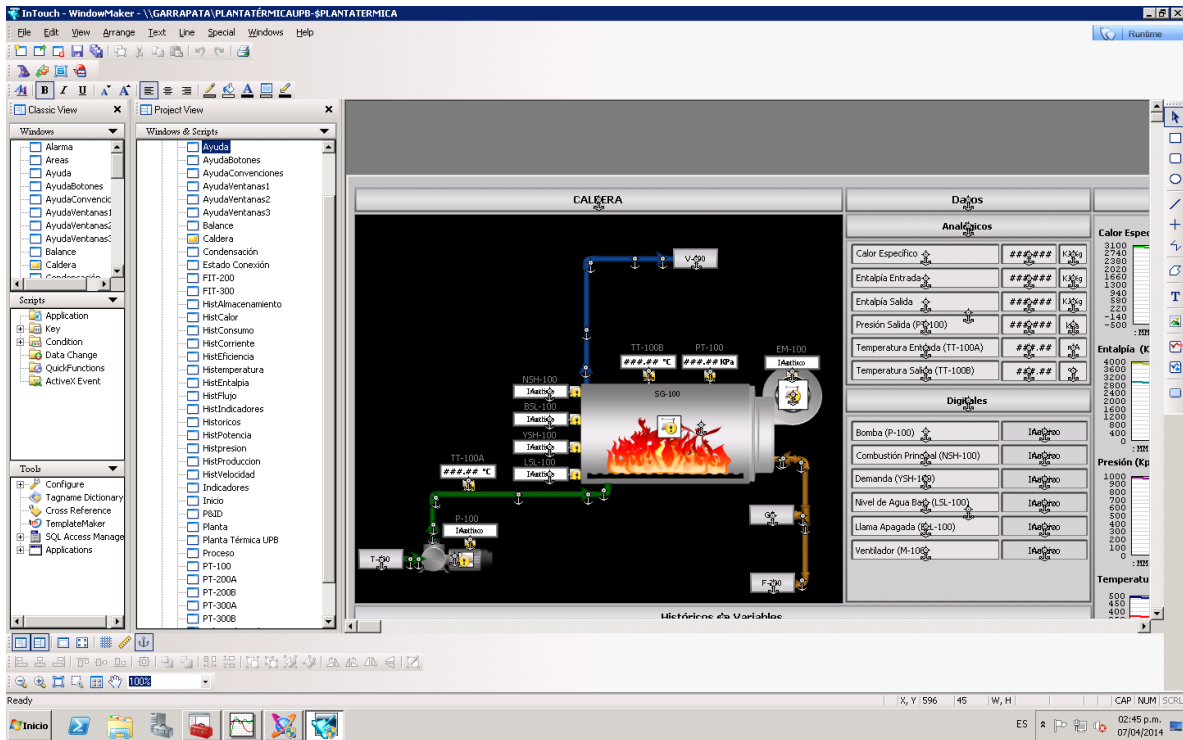 InTouch - WindowMaker - \\GARRAPATA\PLANTATÉRMICAUPB-$PLANTATERMICA
File Edit View Arrange Text Line Special Windows Help
Runtime
Classic View
Windows
Alarma
Areas
Ayuda
AyudaBotones
AyudaConvencio
AyudaVentanas1
AyudaVentanas2
AyudaVentanas3
Balance
Caldera
Condensación
Scripts
Application
Key
Condition
Data Change
QuickFunctions
ActiveX Event
Tools
Configure
Tagname Dictionary
Cross Reference
TemplateMaker
SQL Access Manage
Applications
Project View
Windows & Scripts
Ayuda
AyudaBotones
AyudaConvenciones
AyudaVentanas1
AyudaVentanas2
AyudaVentanas3
Balance
Caldera
Condensación
Estado Conexión
FIT-200
FIT-300
HistAlmacenamiento
HistCalor
HistConsumo
HistCorriente
HistEficiencia
Histemperatura
HistEntalpia
HistFlujo
HistIndicadores
Historicos
HistPotencia
Histpresion
HistProduccion
HistVelocidad
Indicadores
Inicio
P&ID
Planta
Planta Térmica UPB
Proceso
PT-100
PT-200A
PT-200B
PT-300A
PT-300B
CALDERA
TT-100B PT-100 EM-100
###.## °C ###.## KPa
NSH-100
SG-100
BSL-100
YSH-100
LSL-100
TT-100A
###.## °C
P-100
Históricos de Variables
Datos
Analógicos
Calor Específico
Entalpía Entrada
Entalpía Salida
Presión Salida (PT-100)
Temperatura Entrada (TT-100A)
Temperatura Salida (TT-100B)
Digitales
Bomba (P-100)
Combustión Principal (NSH-100)
Demanda (YSH-100)
Nivel de Agua Bajo (LSL-100)
Llama Apagada (BSL-100)
Ventilador (M-100)
Calor Espec
3100
2740
2380
2020
1660
1300
940
580
220
-140
-500
: MM
Entalpía (K
4000
3600
3200
2800
2400
2000
1600
1200
800
400
0
: MM
Presión (Kp
1000
900
800
700
600
500
400
300
200
100
0
: MM
Temperatu
500
450
400
100%
Ready
X, Y 596 45 W, H CAP NUM SCRL
Inicio
ES
02:45 p.m.
07/04/2014